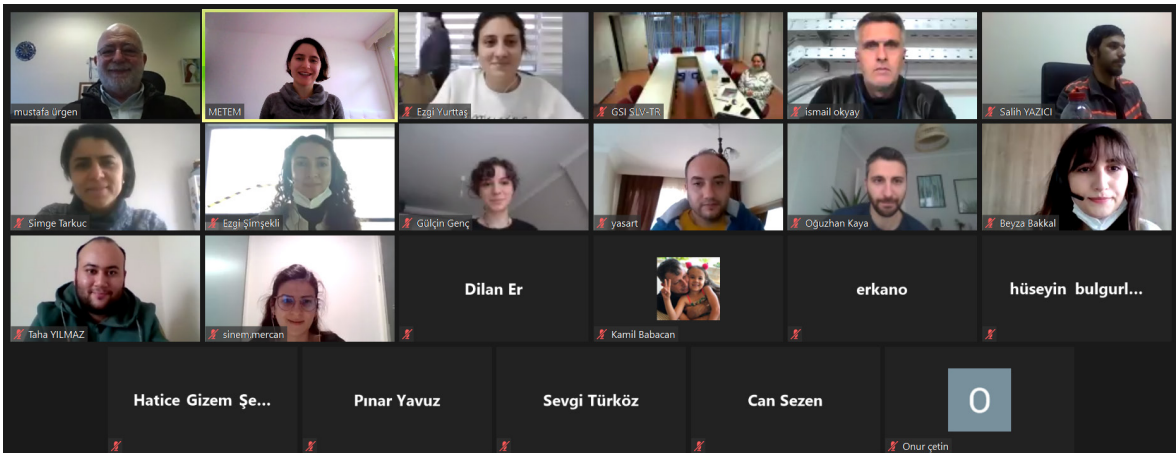 mustafa ürgen
METEM
Ezgi Yurttaş
GSI SLV-TR
ismail okyay
Salih YAZICI
Simge Tarkuc
Ezgi Şimşekli
Gülçin Genç
yasart
Oğuzhan Kaya
Beyza Bakkal
Taha YILMAZ
sinem.mercan
Dilan Er
Kamil Babacan
erkano
hüseyin bulgurl...
Hatice Gizem Şe...
Pınar Yavuz
Sevgi Türköz
Can Sezen
O
Onur çetin